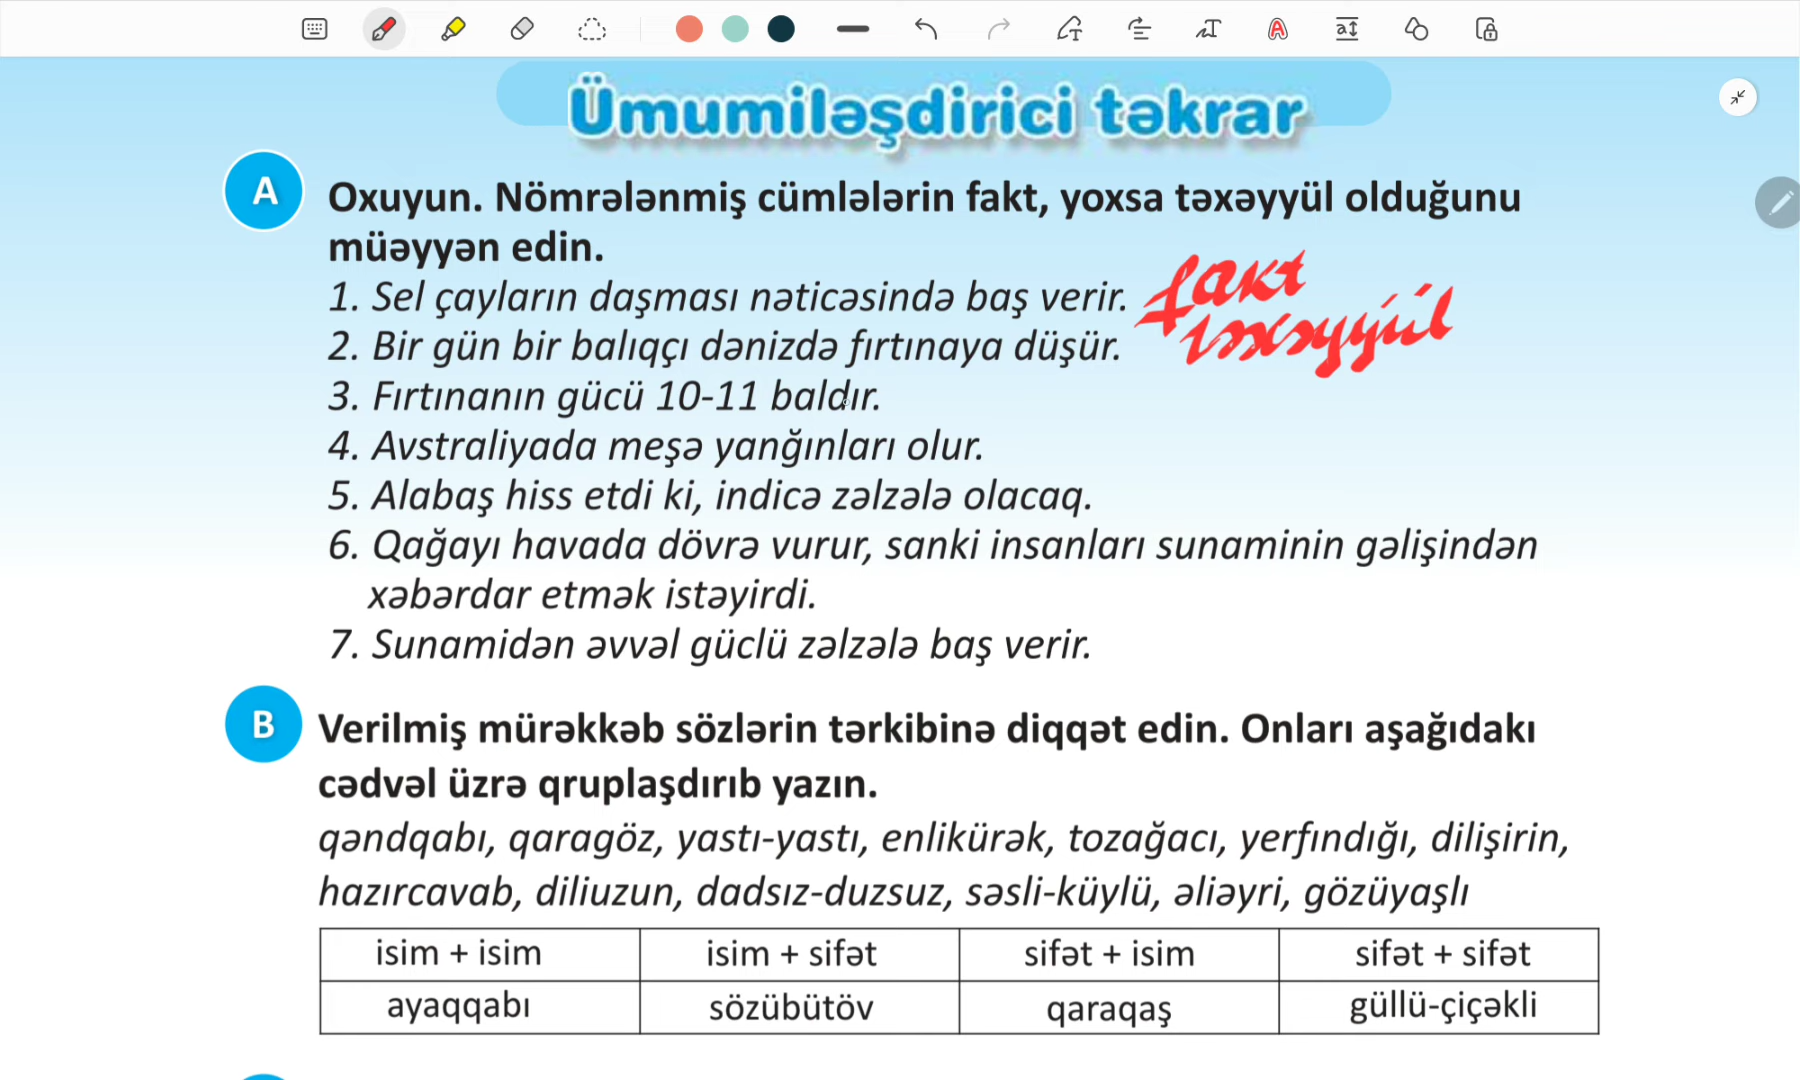 Ümumiləşdirici təkrar
A
Oxuyun. Nömrələnmiş cümlələrin fakt, yoxsa təxəyyül olduğunu
müəyyən edin.
1. Sel çayların daşması nəticəsində baş verir. fakt
2. Bir gün bir balıqçı dənizdə fırtınaya düşür. təxəyyül
3. Fırtınanın gücü 10-11 baldır.
4. Avstraliyada meşə yanğınları olur.
5. Alabaş hiss etdi ki, indicə zəlzələ olacaq.
6. Qağayı havada dövrə vurur, sanki insanları sunaminin gəlişindən
xəbərdar etmək istəyirdi.
7. Sunamidən əvvəl güclü zəlzələ baş verir.
B
Verilmiş mürəkkəb sözlərin tərkibinə diqqət edin. Onları aşağıdakı
cədvəl üzrə qruplaşdırıb yazın.
qəndqabı, qaragöz, yastı-yastı, enlikürək, tozağacı, yerfındığı, dilişirin,
hazırcavab, diliuzun, dadsız-duzsuz, səsli-küylü, əliəyri, gözüyaşlı
isim + isim isim + sifət sifət + isim sifət + sifət
ayaqqabı sözübütöv qaraqaş güllü-çiçəkli